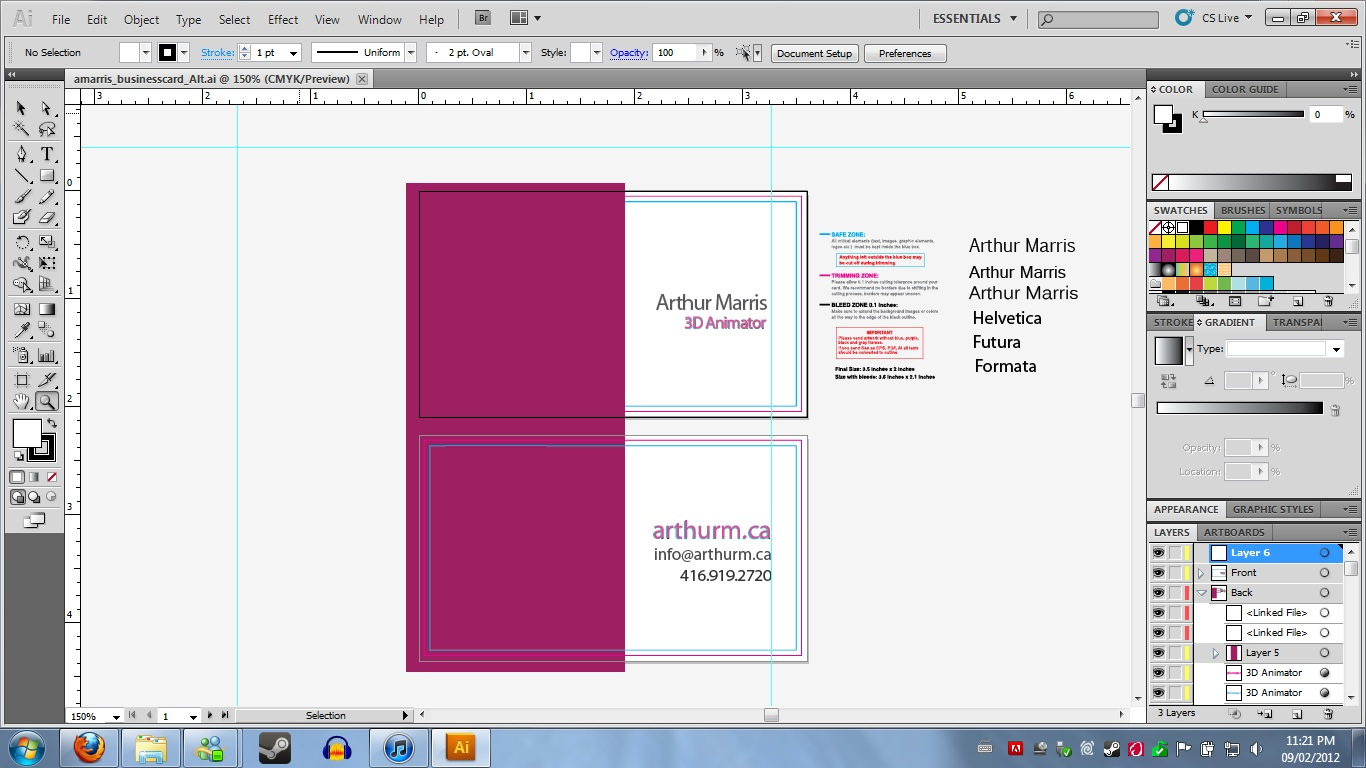 Ai File Edit Object Type Select Effect View Window Help Br ESSENTIALS CS Live
No Selection Stroke: 1 pt Uniform 2 pt. Oval Style: Opacity: 100 % Document Setup Preferences
amarris_businesscard_Alt.ai @ 150% (CMYK/Preview)
3 2 1 0 1 2 3 4 5 6
0
1
2
3
4
Arthur Marris
3D Animator
arthurm.ca
info@arthurm.ca
416.919.2720
SAFE ZONE:
All critical elements (text, images, graphic elements,
logos etc.) must be kept inside the blue box.
Anything left outside the blue box may
be cut off during trimming.
TRIMMING ZONE:
Please allow 0.1 inches cutting tolerance around your
card. We recommend no borders due to shifting in the
cutting process, borders may appear uneven.
BLEED ZONE 0.1 inches:
Make sure to extend the background images or colors
all the way to the edge of the black outline.
IMPORTANT
Please send artwork without blue, purple,
black and gray frames.
If you send files as EPS, PDF, AI all texts
should be converted to outline
Final Size: 3.5 inches x 2 inches
Size with bleeds: 3.6 inches x 2.1 inches
Arthur Marris
Arthur Marris
Arthur Marris
Helvetica
Futura
Formata
COLOR COLOR GUIDE
K 0 %
SWATCHES BRUSHES SYMBOLS
STROKE GRADIENT TRANSPA
Type:
°
%
Opacity: %
Location: %
APPEARANCE GRAPHIC STYLES
LAYERS ARTBOARDS
Layer 6
Front
Back
<Linked File>
<Linked File>
Layer 5
3D Animator
3D Animator
3 Layers
150% 1 Selection
Ai
11:21 PM
09/02/2012